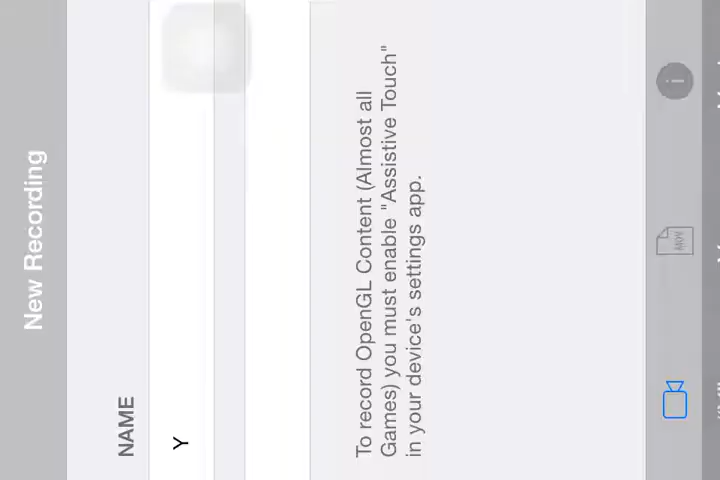 New Recording
NAME
Y
To record OpenGL Content (Almost all
Games) you must enable "Assistive Touch"
in your device's settings app.